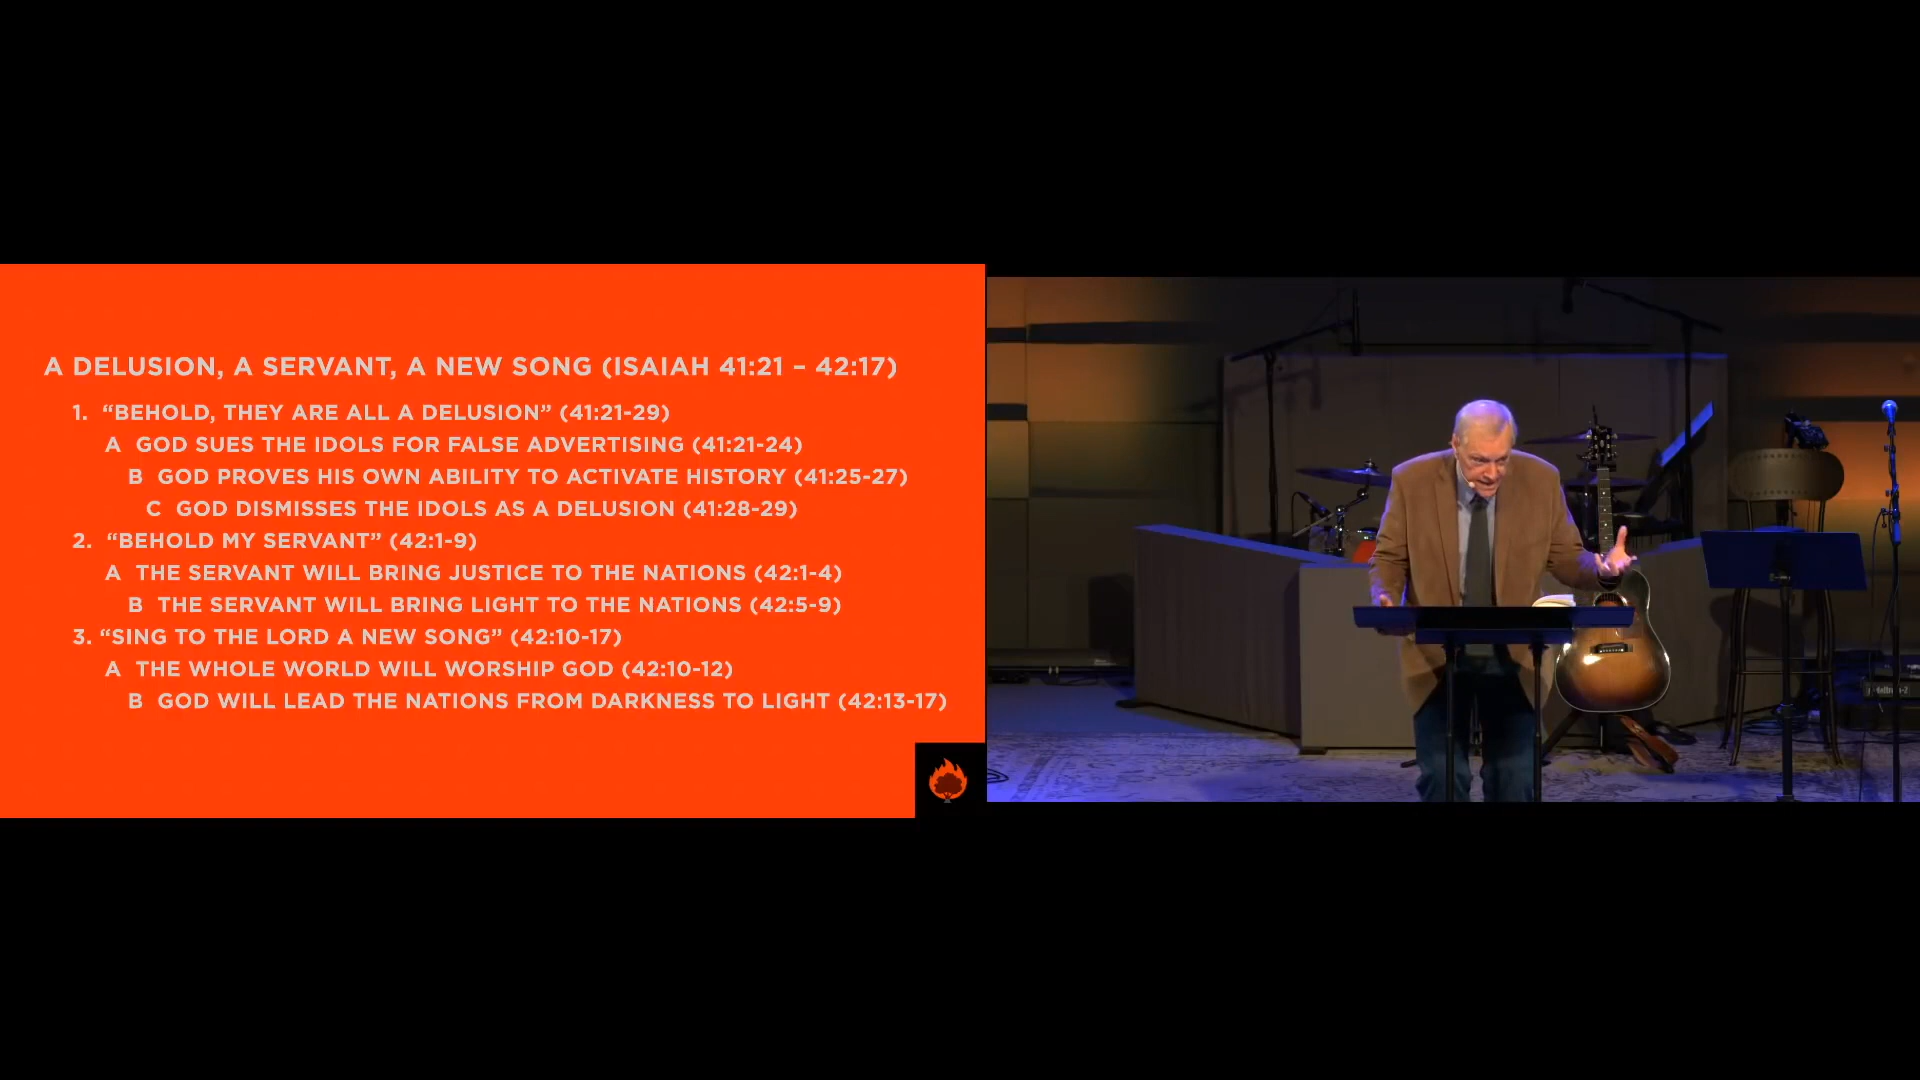 A DELUSION, A SERVANT, A NEW SONG (ISAIAH 41:21 – 42:17)
1. “BEHOLD, THEY ARE ALL A DELUSION” (41:21-29)
A GOD SUES THE IDOLS FOR FALSE ADVERTISING (41:21-24)
B GOD PROVES HIS OWN ABILITY TO ACTIVATE HISTORY (41:25-27)
C GOD DISMISSES THE IDOLS AS A DELUSION (41:28-29)
2. “BEHOLD MY SERVANT” (42:1-9)
A THE SERVANT WILL BRING JUSTICE TO THE NATIONS (42:1-4)
B THE SERVANT WILL BRING LIGHT TO THE NATIONS (42:5-9)
3. “SING TO THE LORD A NEW SONG” (42:10-17)
A THE WHOLE WORLD WILL WORSHIP GOD (42:10-12)
B GOD WILL LEAD THE NATIONS FROM DARKNESS TO LIGHT (42:13-17)